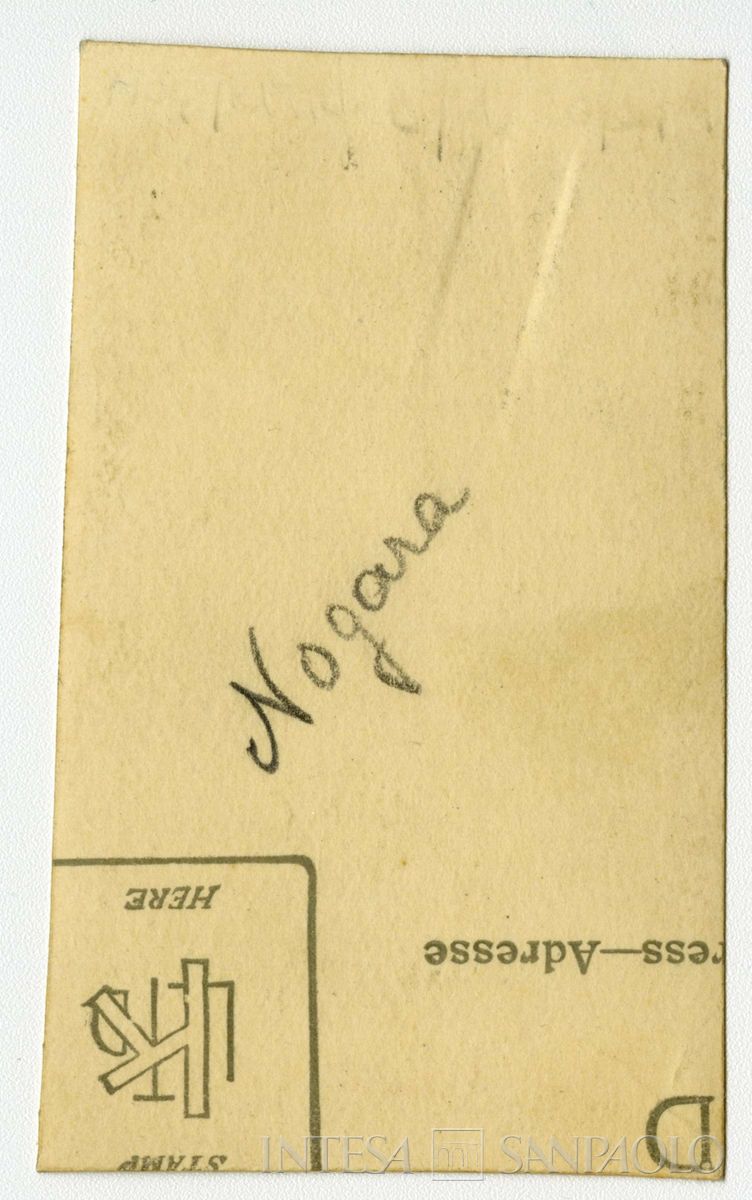 Nogara
HERE
ress—Adresse
STAMP
D
INTESA SANPAOLO